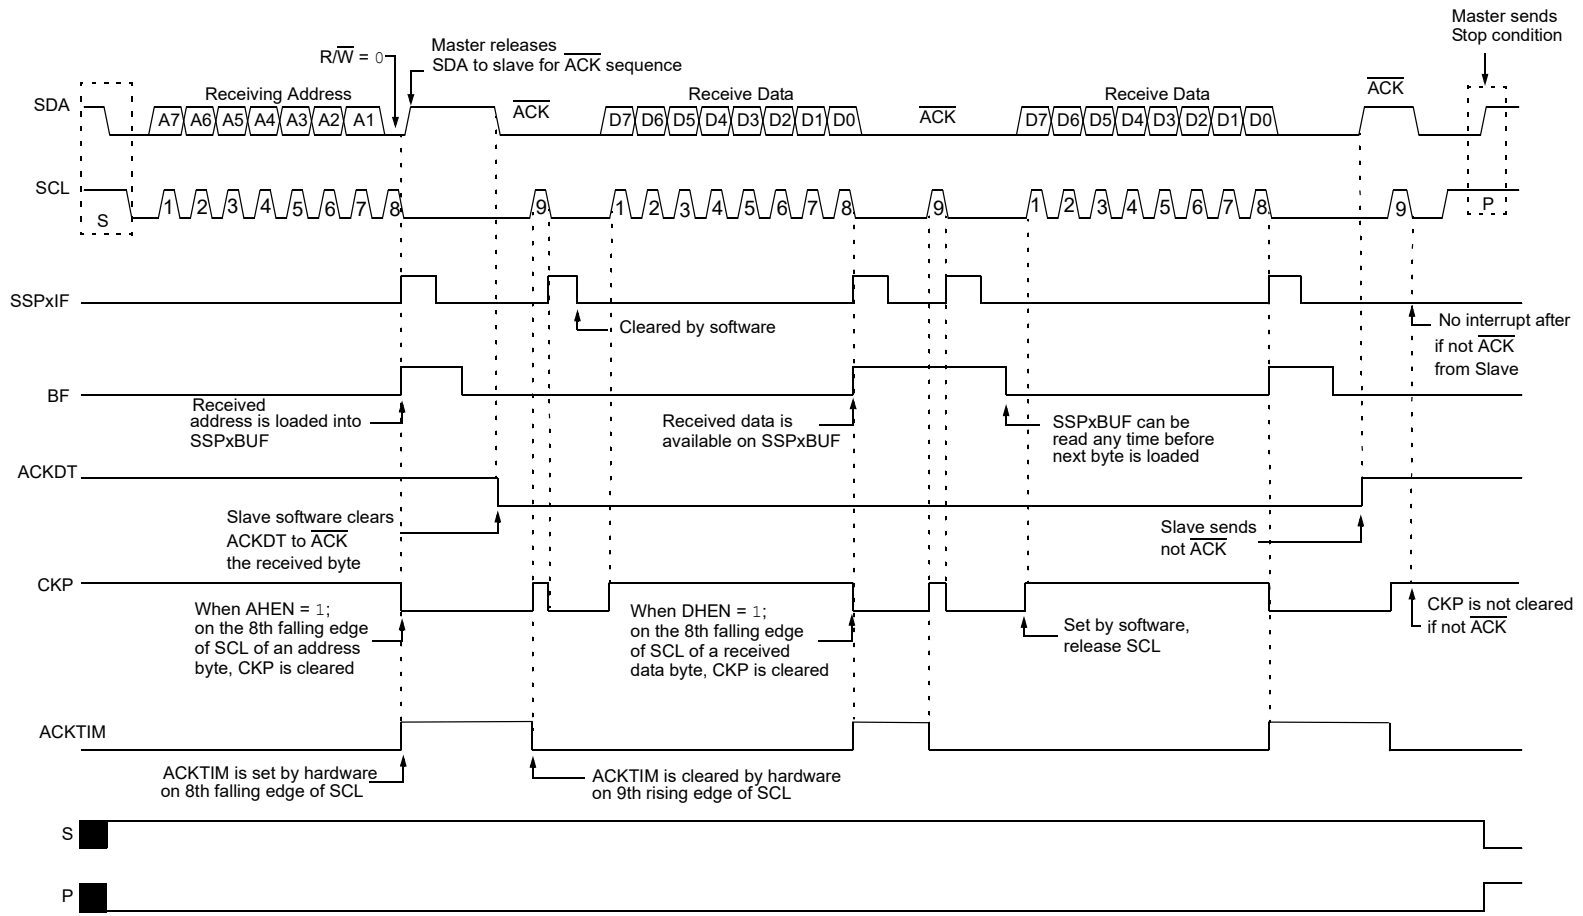 Master sends
Stop condition
R/W = 0
Master releases
SDA to slave for ACK sequence
SDA
Receiving Address
ACK
Receive Data
ACK
Receive Data
ACK
A7 A6 A5 A4 A3 A2 A1
D7 D6 D5 D4 D3 D2 D1 D0
D7 D6 D5 D4 D3 D2 D1 D0
SCL
S
1 2 3 4 5 6 7 8
9
1 2 3 4 5 6 7 8
9
1 2 3 4 5 6 7 8
9
P
SSPxIF
Cleared by software
No interrupt after
if not ACK
from Slave
BF
Received
address is loaded into
SSPxBUF
Received data is
available on SSPxBUF
SSPxBUF can be
read any time before
next byte is loaded
ACKDT
Slave software clears
ACKDT to ACK
the received byte
Slave sends
not ACK
CKP
When AHEN = 1;
on the 8th falling edge
of SCL of an address
byte, CKP is cleared
When DHEN = 1;
on the 8th falling edge
of SCL of a received
data byte, CKP is cleared
Set by software,
release SCL
CKP is not cleared
if not ACK
ACKTIM
ACKTIM is set by hardware
on 8th falling edge of SCL
ACKTIM is cleared by hardware
on 9th rising edge of SCL
S
P